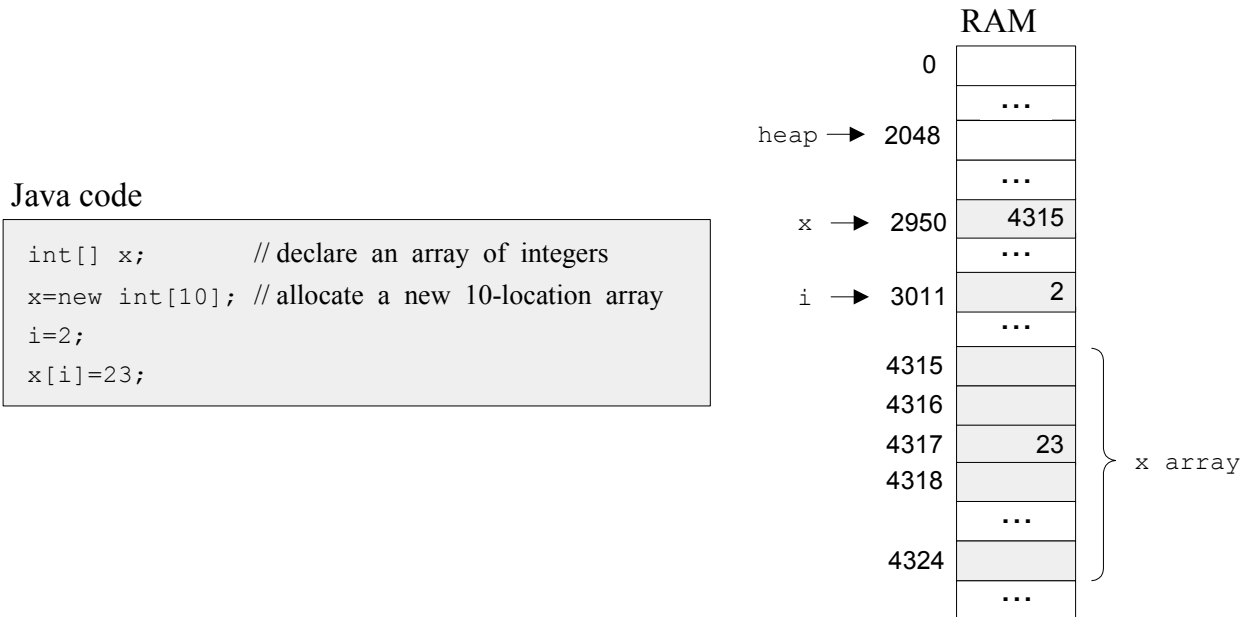 Java code
int[] x; // declare an array of integers
x=new int[10]; // allocate a new 10-location array
i=2;
x[i]=23;
RAM
0
...
heap 2048
...
x 2950 4315
...
i 3011 2
...
4315
4316
4317 23
4318
x array
...
4324
...